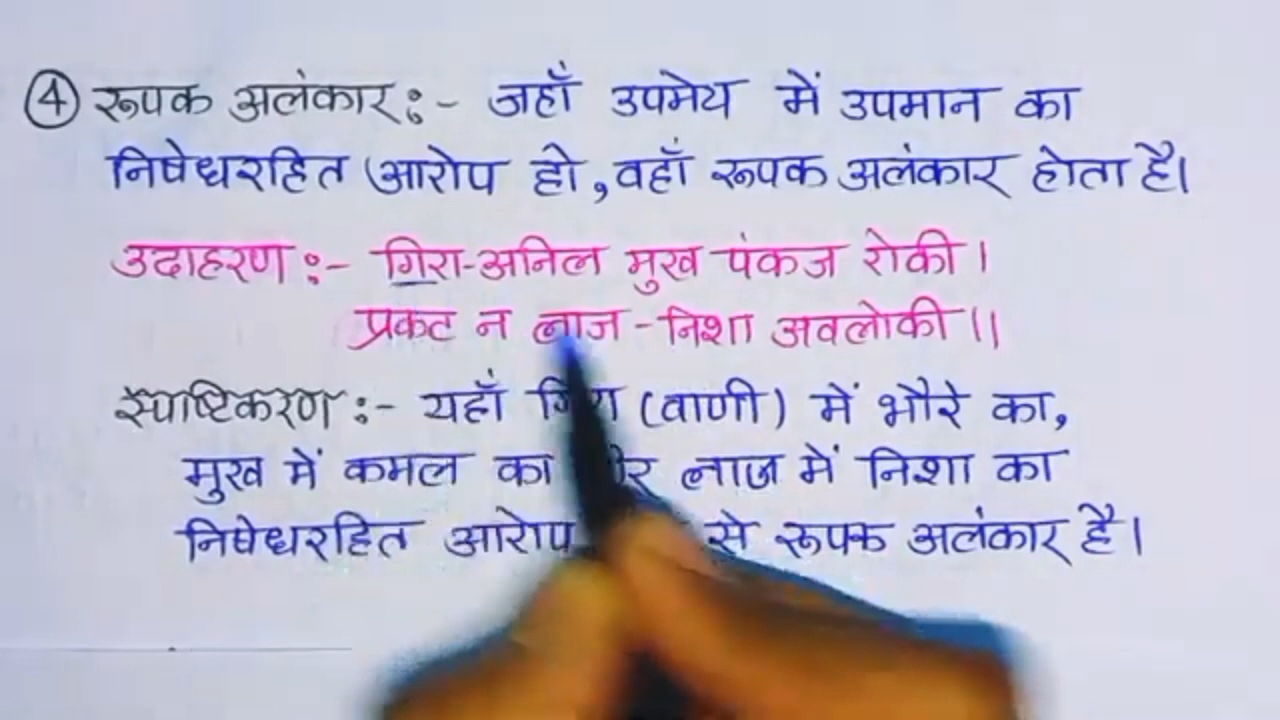 ④ रूपक अलंकार :- जहाँ उपमेय में उपमान का
निषेधरहित आरोप हो, वहाँ रूपक अलंकार होता है।
उदाहरण :- गिरा-अनिल मुख पंकज रोकी ।
प्रकट न लाज - निशा अवलोकी ।।
स्पष्टिकरण :- यहाँ (वाणी) में भौरे का,
मुख में कमल का लाज में निशा का
निषेधरहित आरोप से रूपक अलंकार है।